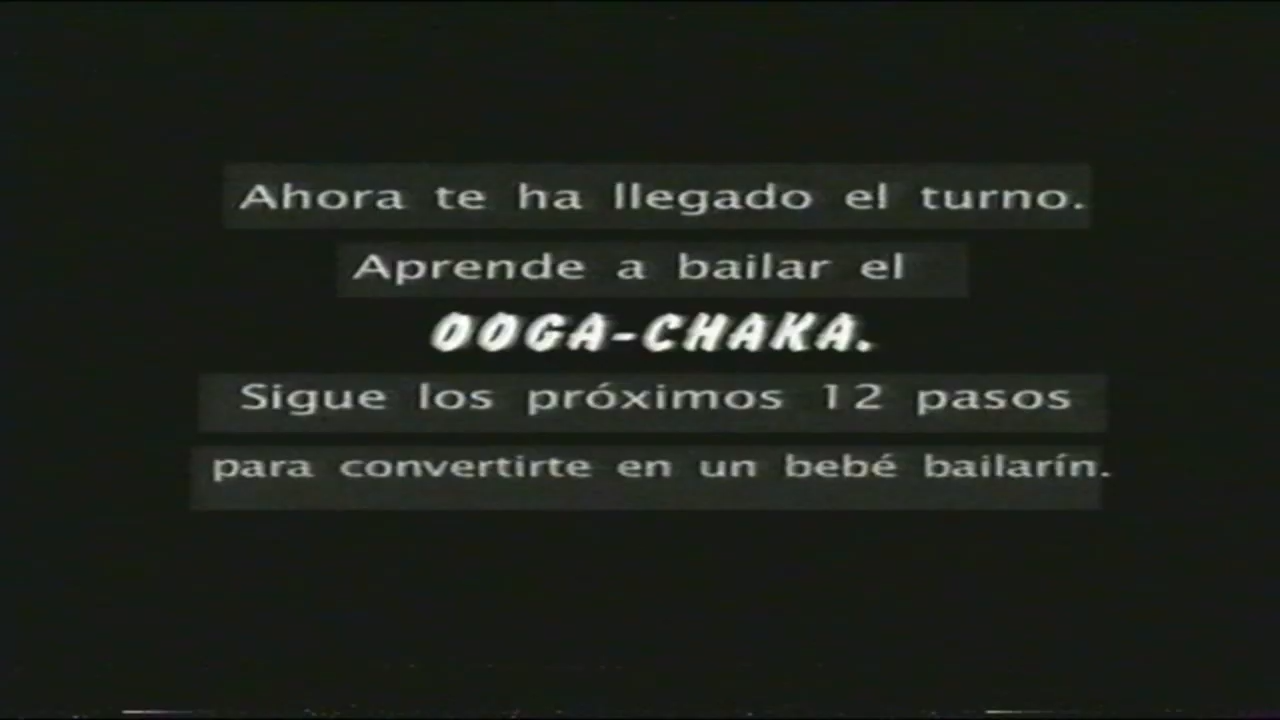 Ahora te ha llegado el turno.
Aprende a bailar el
OOGA-CHAKA.
Sigue los próximos 12 pasos
para convertirte en un bebé bailarín.